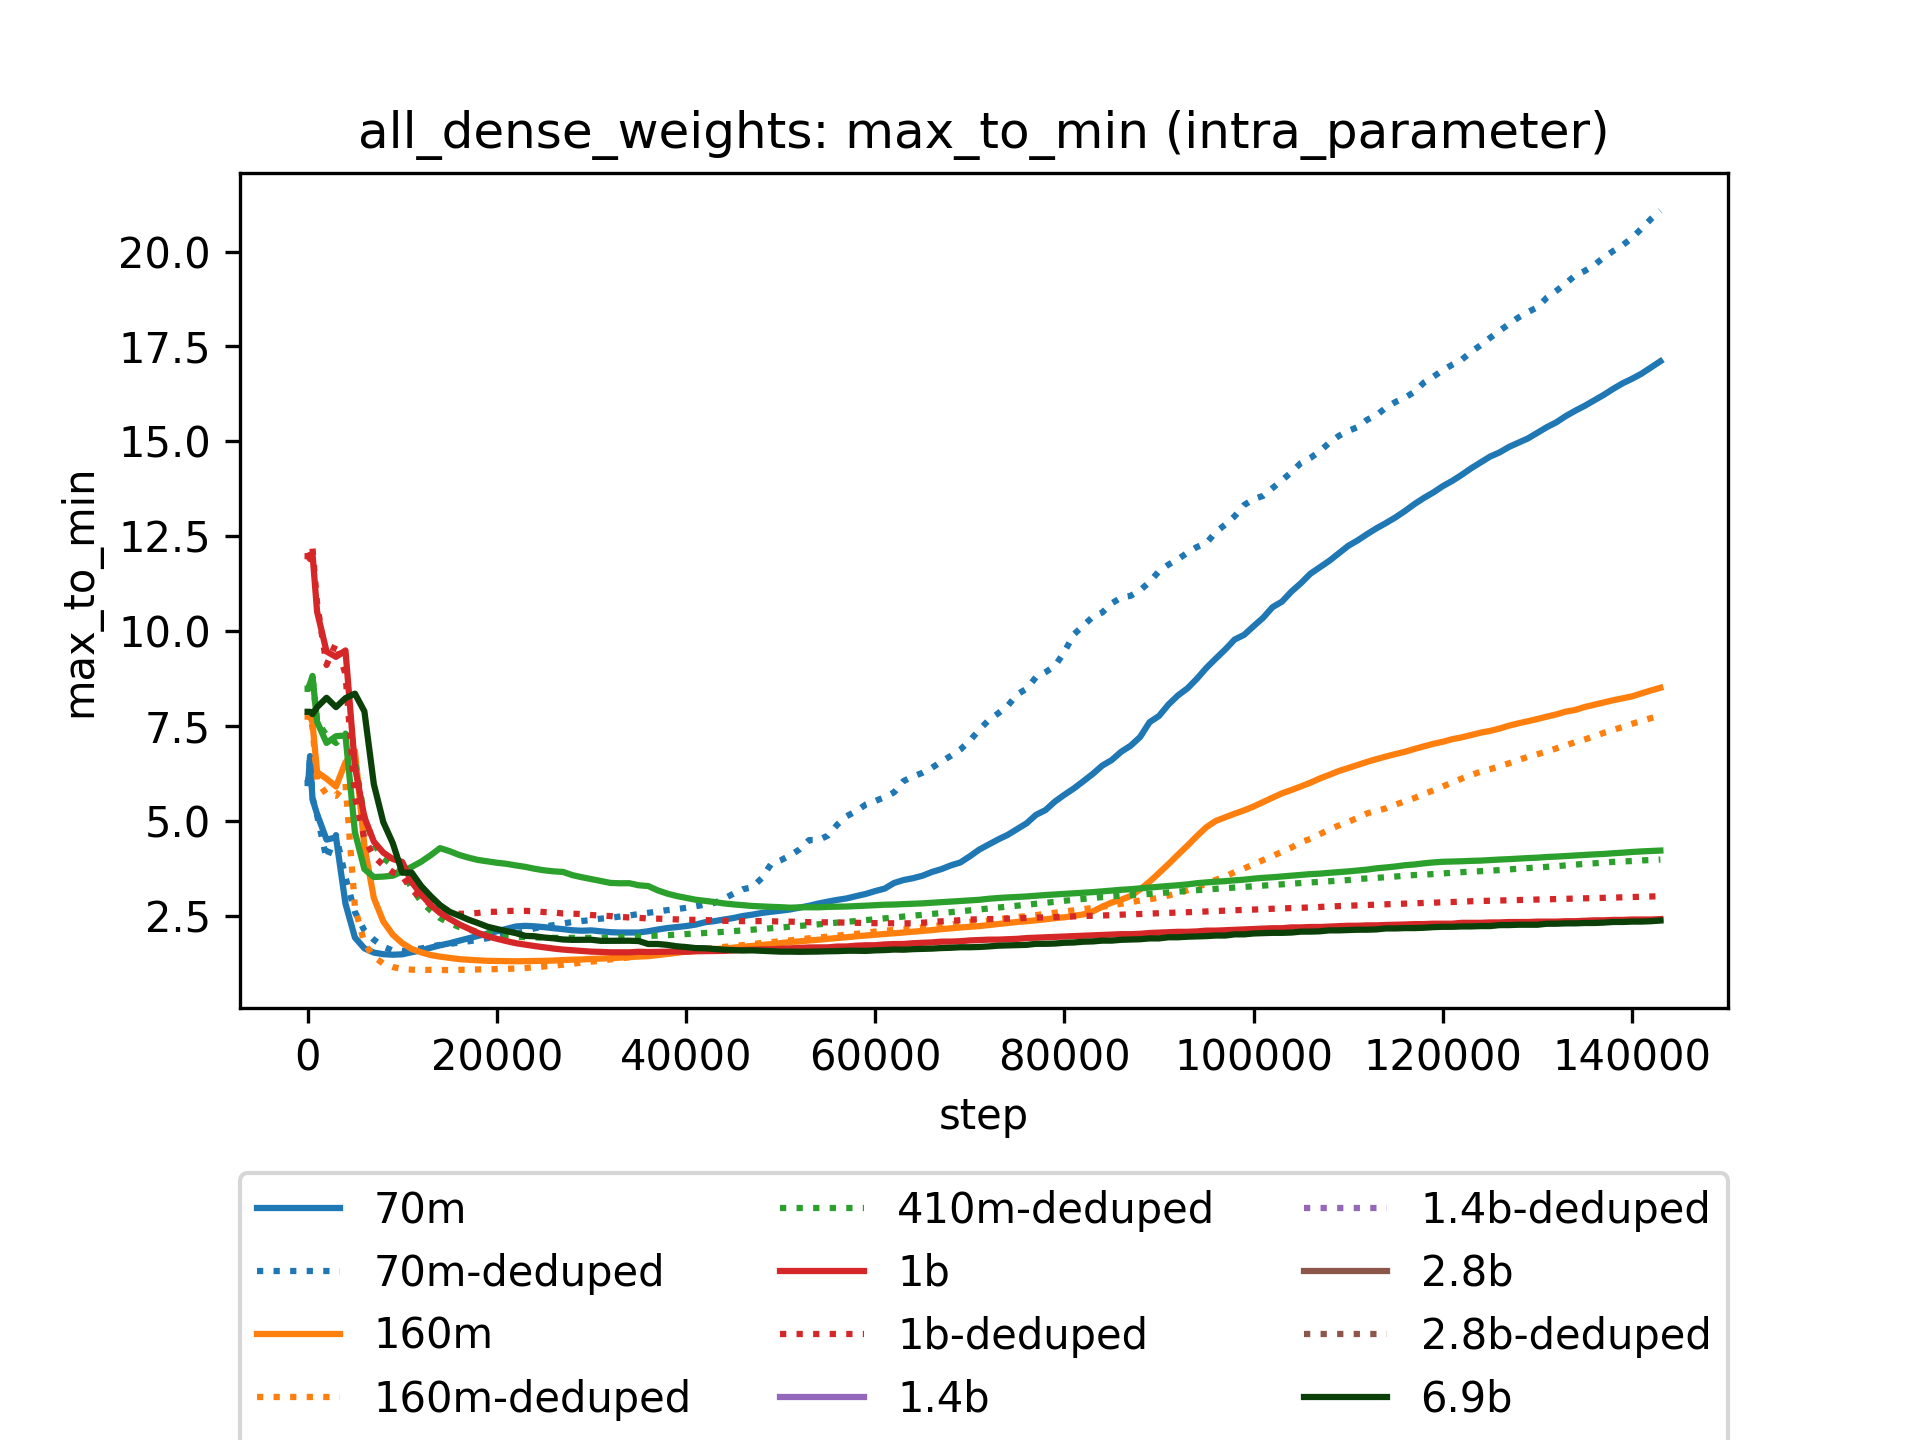 all_dense_weights: max_to_min (intra_parameter)
max_to_min
20.0
17.5
15.0
12.5
10.0
7.5
5.0
2.5
0 20000 40000 60000 80000 100000 120000 140000
step
70m
70m-deduped
160m
160m-deduped
410m-deduped
1b
1b-deduped
1.4b
1.4b-deduped
2.8b
2.8b-deduped
6.9b